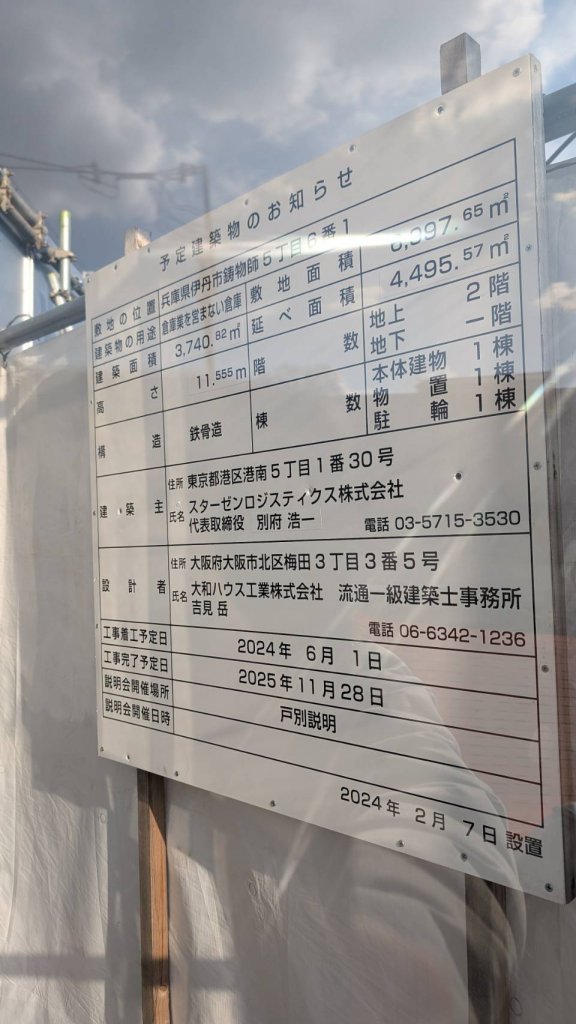 予定建築物のお知らせ
敷地の位置 兵庫県伊丹市鋳物師5丁目6番1
建築物の用途 倉庫業を営まない倉庫 敷地面積 997.65㎡
建築面積 3,740.82㎡ 延べ面積 4,495.57㎡
高さ 11.555m 階数 地上 2階
地下 一階
構造 鉄骨造 棟数 本体建物 1棟
物置 1棟
駐輪 1棟
建築主 住所 東京都港区港南5丁目1番30号
氏名 スターゼンロジスティクス株式会社
代表取締役 別府 浩一 電話 03-5715-3530
設計者 住所 大阪府大阪市北区梅田3丁目3番5号
氏名 大和ハウス工業株式会社 流通一級建築士事務所
吉見 岳
電話 06-6342-1236
工事着工予定日 2024年 6月 1日
工事完了予定日 2025年11月28日
説明会開催場所 戸別説明
説明会開催日時
2024年 2月 7日 設置